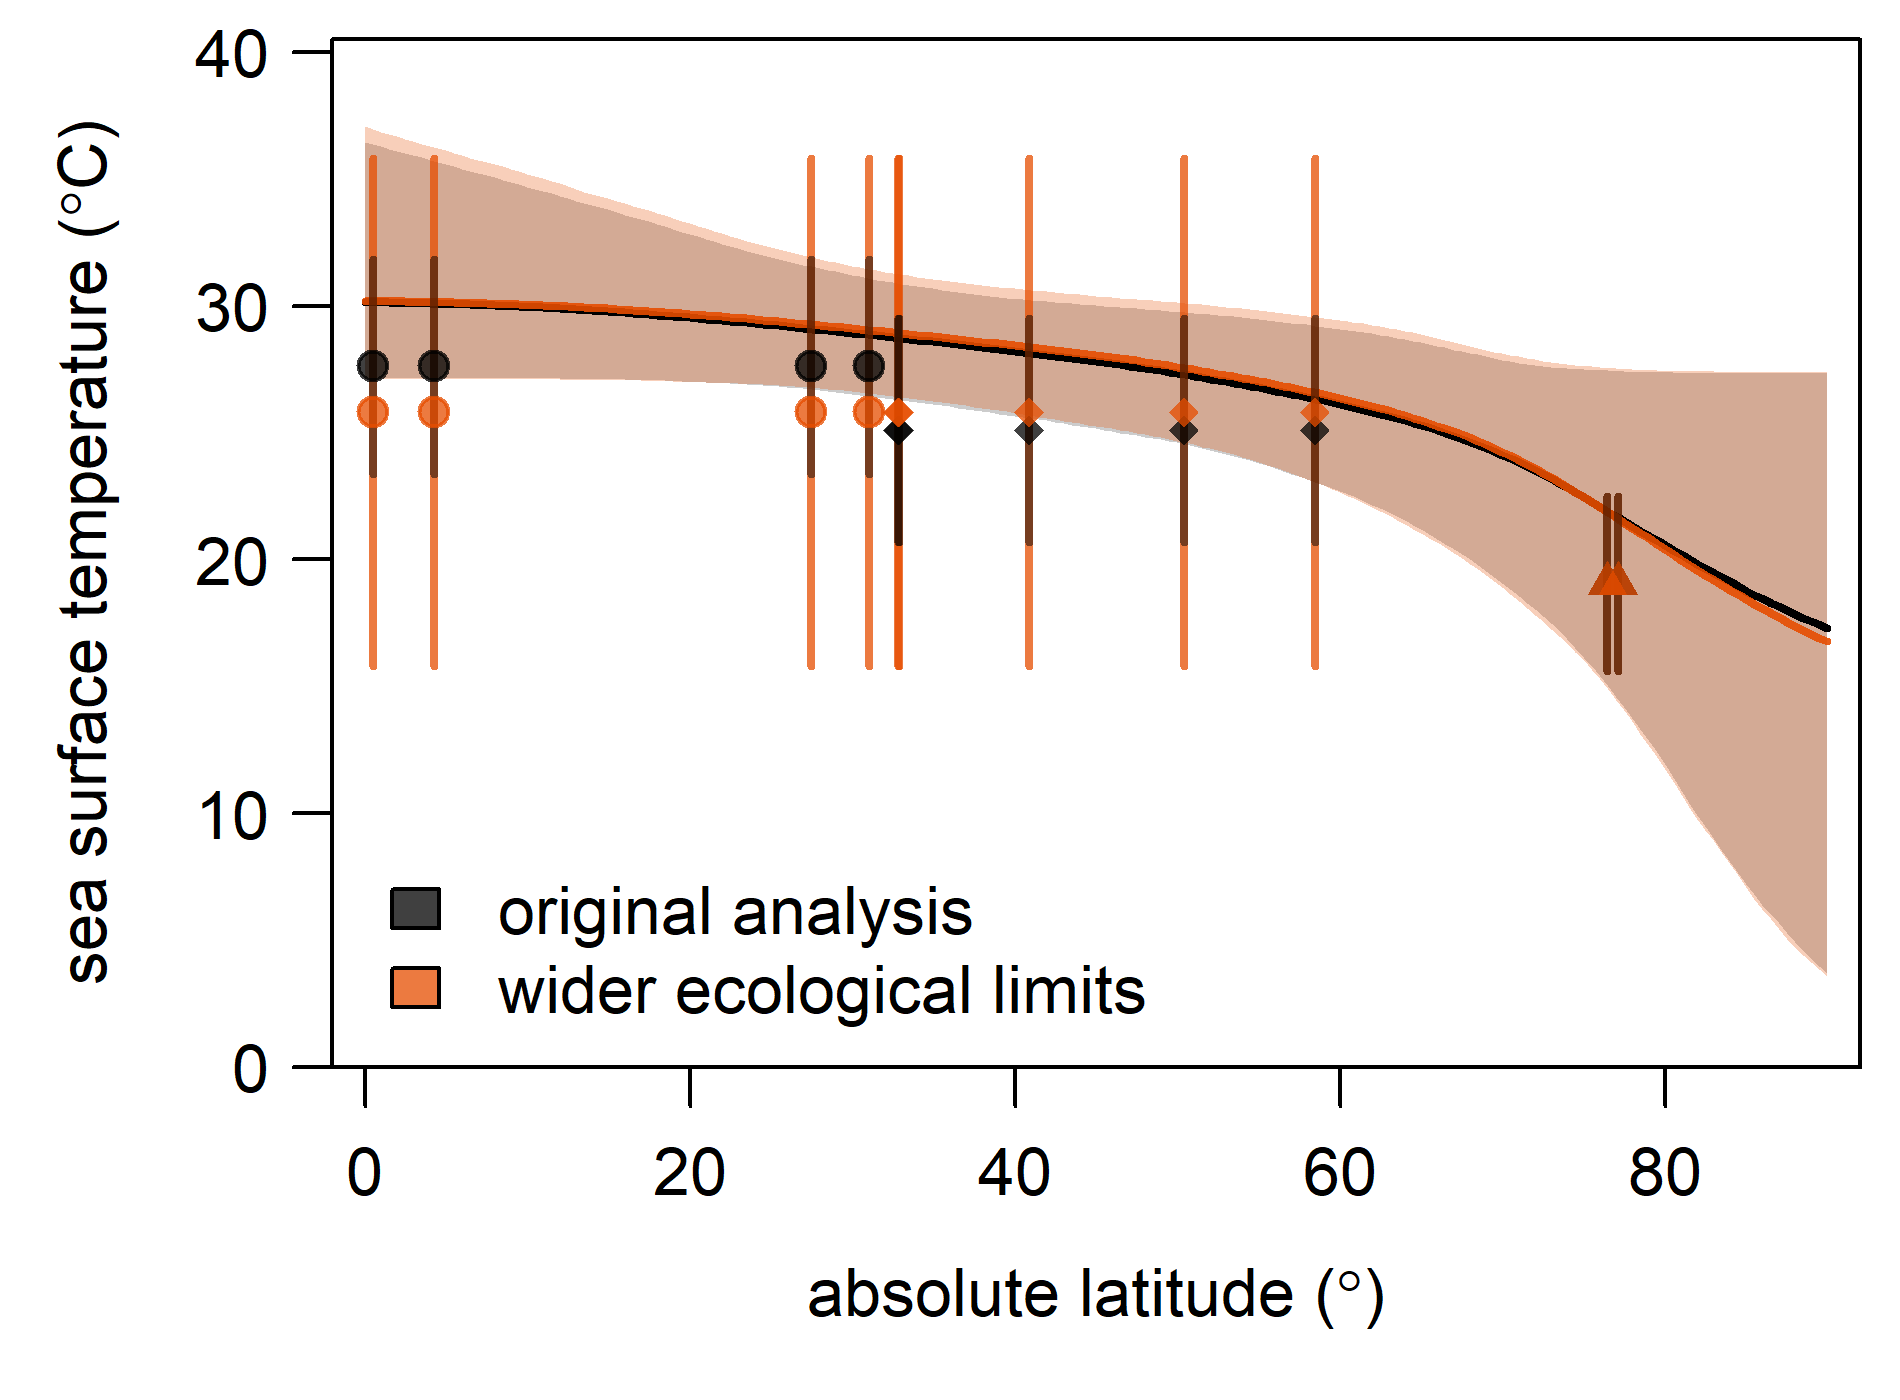 40
30
20
10
0
sea surface temperature (°C)
original analysis
wider ecological limits
0 20 40 60 80
absolute latitude (°)